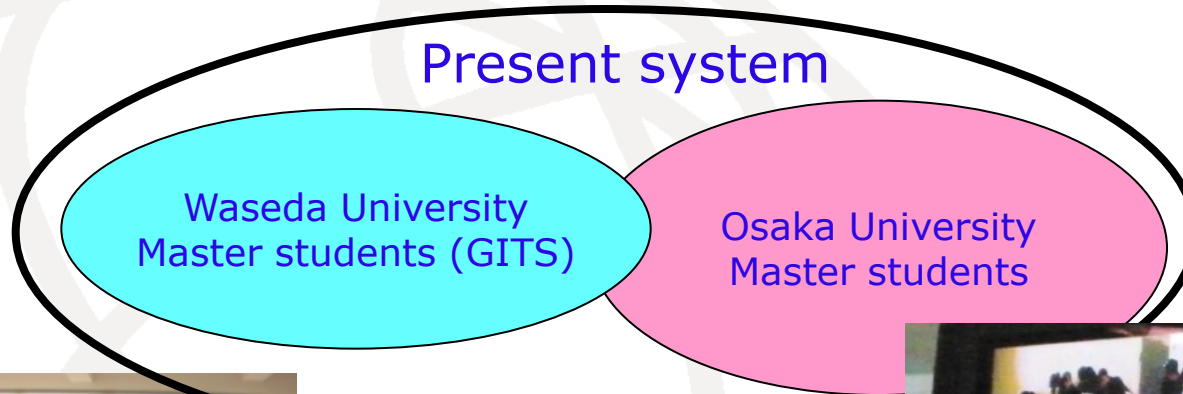 Present system
Waseda University
Master students (GITS)
Osaka University
Master students